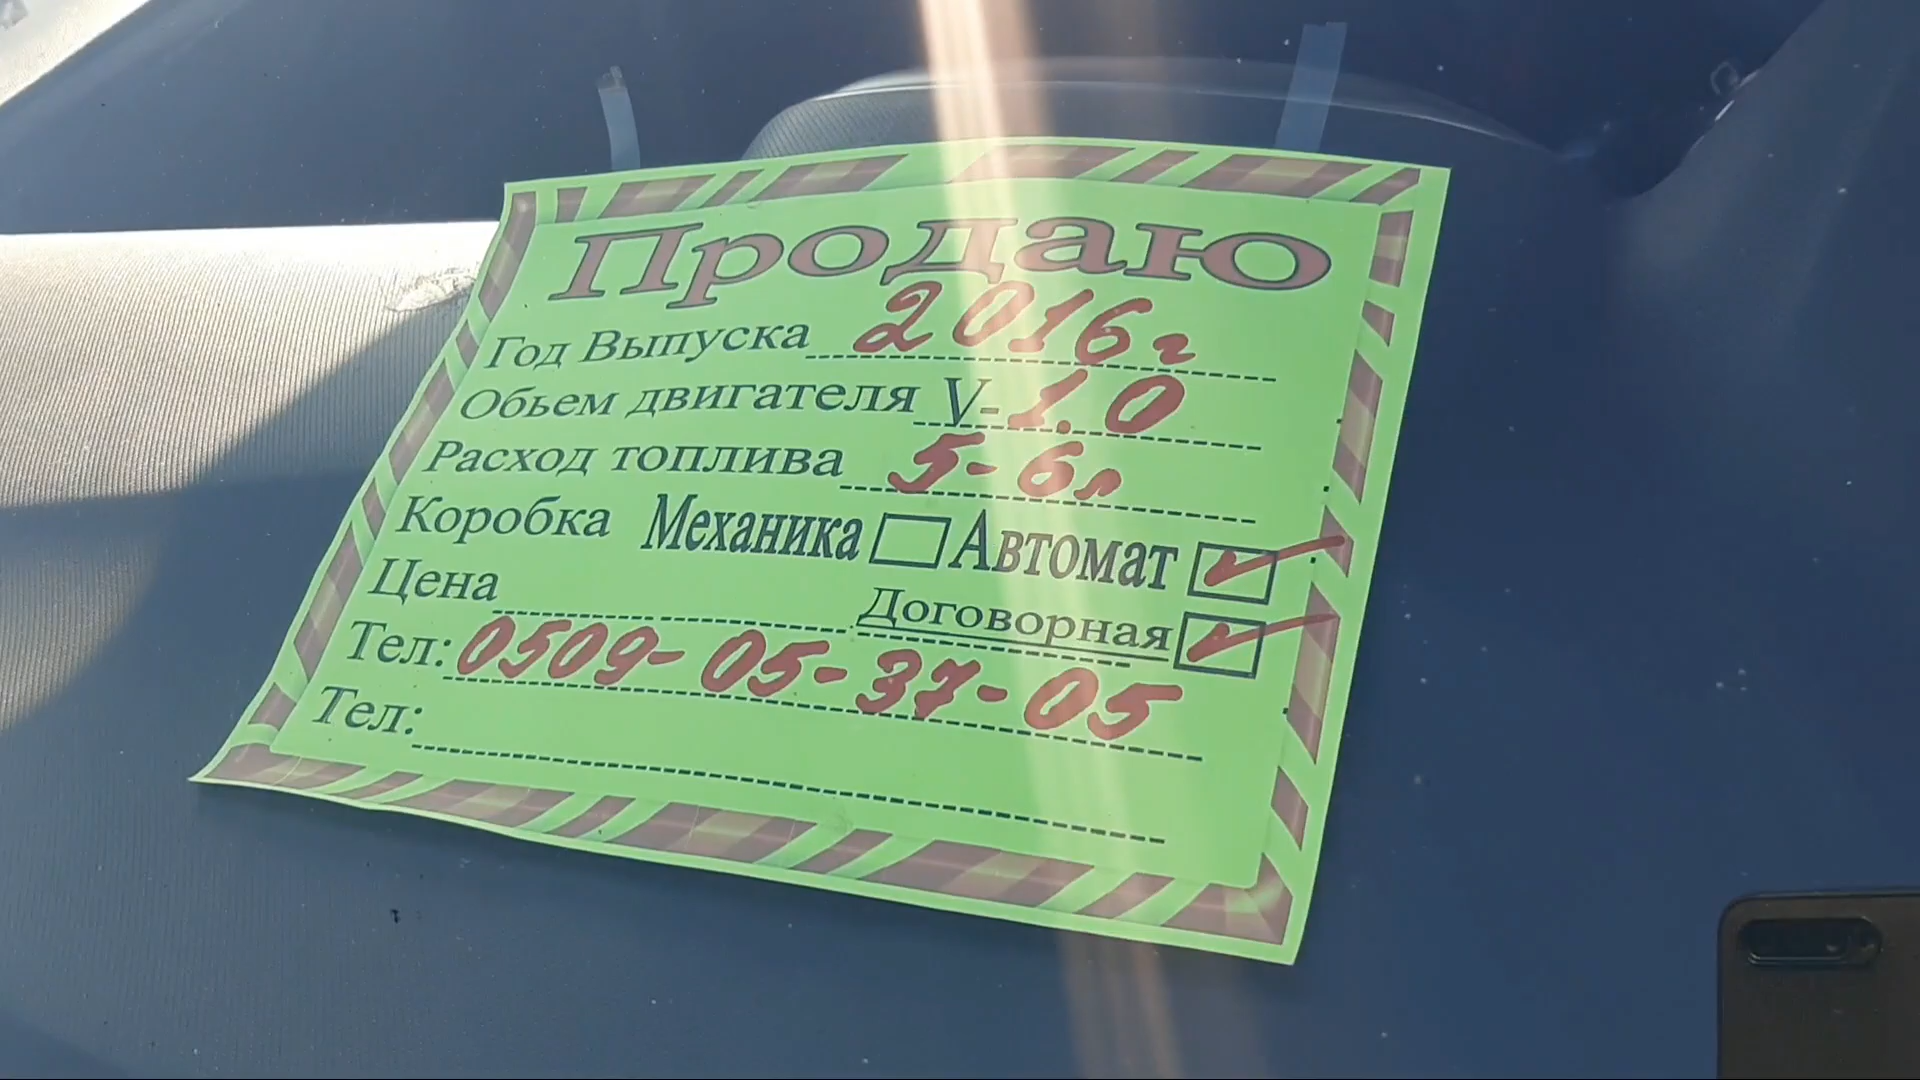 Продаю
Год Выпуска 2016г
Обьем двигателя V-1.0
Расход топлива 5-6л
Коробка Механика Автомат ✓
Цена Договорная ✓
Тел: 0509-05-37-05
Тел: